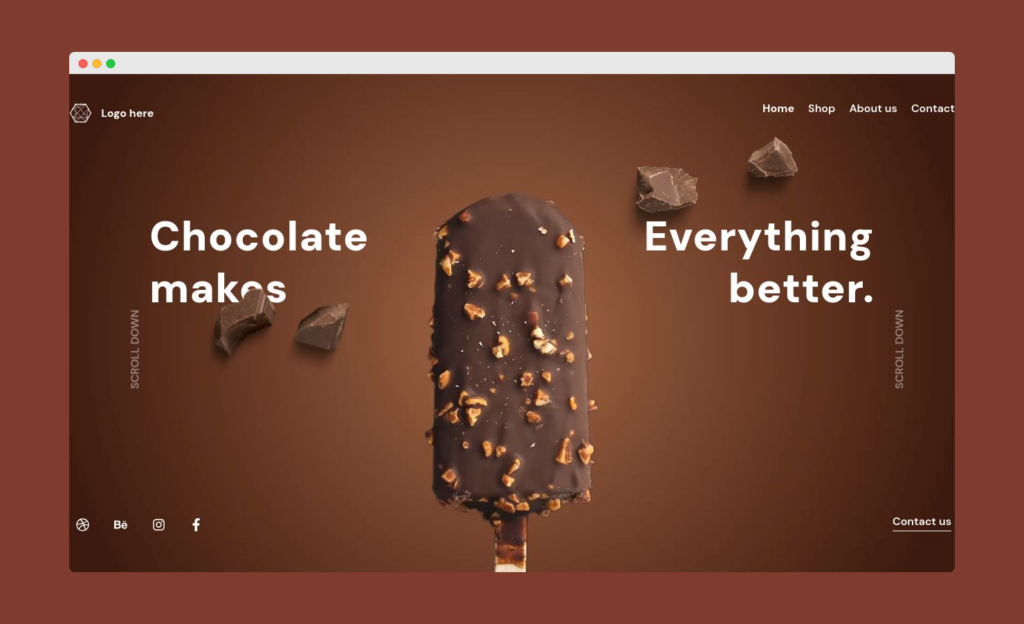 Logo here
Home Shop About us Contact
Chocolate
makes
Everything
better.
SCROLL DOWN
SCROLL DOWN
Bē
Contact us